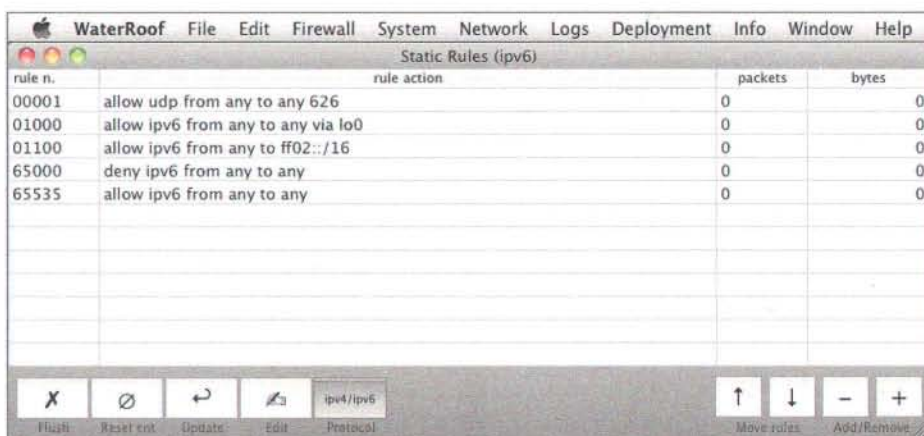 WaterRoof File Edit Firewall System Network Logs Deployment Info Window Help
Static Rules (ipv6)
rule n. rule action packets bytes
00001 allow udp from any to any 626 0 0
01000 allow ipv6 from any to any via lo0 0 0
01100 allow ipv6 from any to ff02::/16 0 0
65000 deny ipv6 from any to any 0 0
65535 allow ipv6 from any to any 0 0
ipv4/ipv6
Flush Reset cnt Update Edit Protocol Move rules Add/Remove